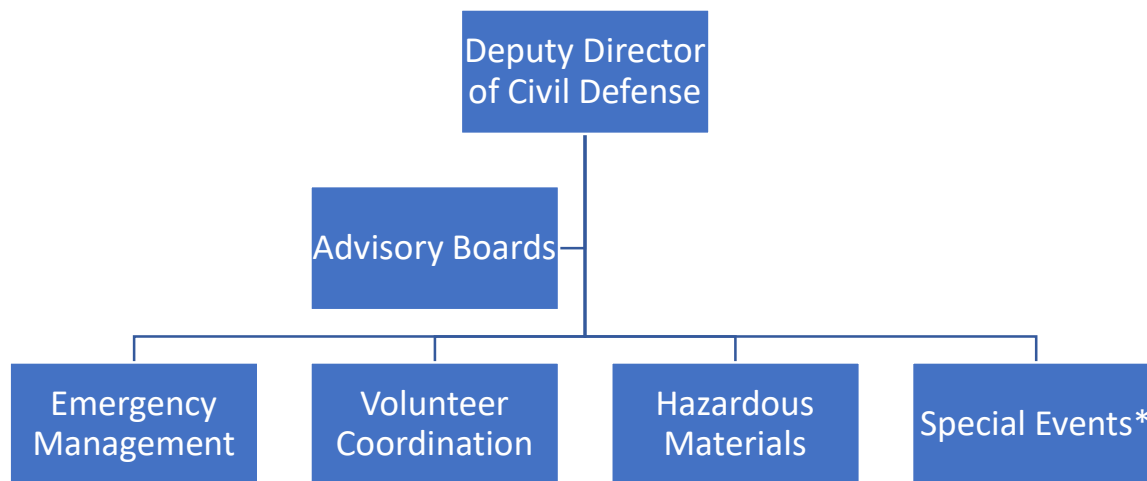 Deputy Director
of Civil Defense
Advisory Boards
Emergency
Management
Volunteer
Coordination
Hazardous
Materials
Special Events*